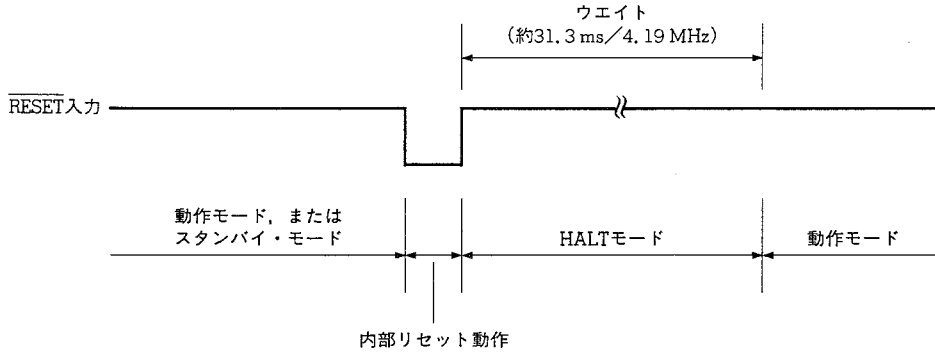 ウエイト
(約31.3 ms/4.19 MHz)
RESET入力
動作モード,または
スタンバイ・モード
HALTモード
動作モード
内部リセット動作